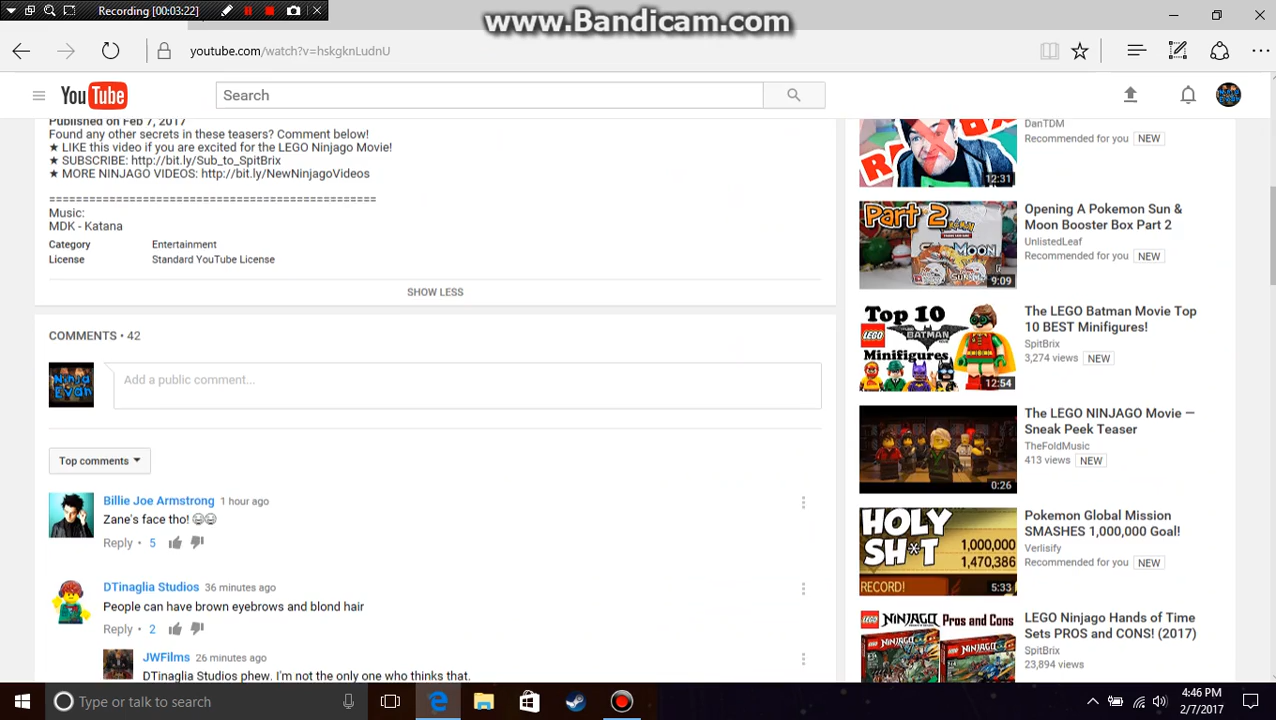 Recording [00:03:22]
www.Bandicam.com
youtube.com/watch?v=hskgknLudnU
YouTube
Search
Published on Feb 7, 2017
Found any other secrets in these teasers? Comment below!
★ LIKE this video if you are excited for the LEGO Ninjago Movie!
★ SUBSCRIBE: http://bit.ly/Sub_to_SpitBrix
★ MORE NINJAGO VIDEOS: http://bit.ly/NewNinjagoVideos
==============================================
Music:
MDK - Katana
Category Entertainment
License Standard YouTube License
SHOW LESS
COMMENTS • 42
Ninja
Evan
Add a public comment...
Top comments
Billie Joe Armstrong 1 hour ago
Zane's face tho! 😂😂
Reply • 5
DTinaglia Studios 36 minutes ago
People can have brown eyebrows and blond hair
Reply • 2
JWFilms 26 minutes ago
DTinaglia Studios phew. I'm not the only one who thinks that.
12:31
DanTDM
Recommended for you NEW
Part 2
9:09
Opening A Pokemon Sun &
Moon Booster Box Part 2
UnlistedLeaf
Recommended for you NEW
Top 10
LEGO
Minifigures
12:54
The LEGO Batman Movie Top
10 BEST Minifigures!
SpitBrix
3,274 views NEW
0:26
The LEGO NINJAGO Movie —
Sneak Peek Teaser
TheFoldMusic
413 views NEW
HOLY
SH*T
1,000,000
1,470,386
RECORD!
5:33
Pokemon Global Mission
SMASHES 1,000,000 Goal!
Verlisify
Recommended for you NEW
LEGO NINJAGO Pros and Cons
LEGO Ninjago Hands of Time
Sets PROS and CONS! (2017)
SpitBrix
23,894 views
Type or talk to search
4:46 PM
2/7/2017